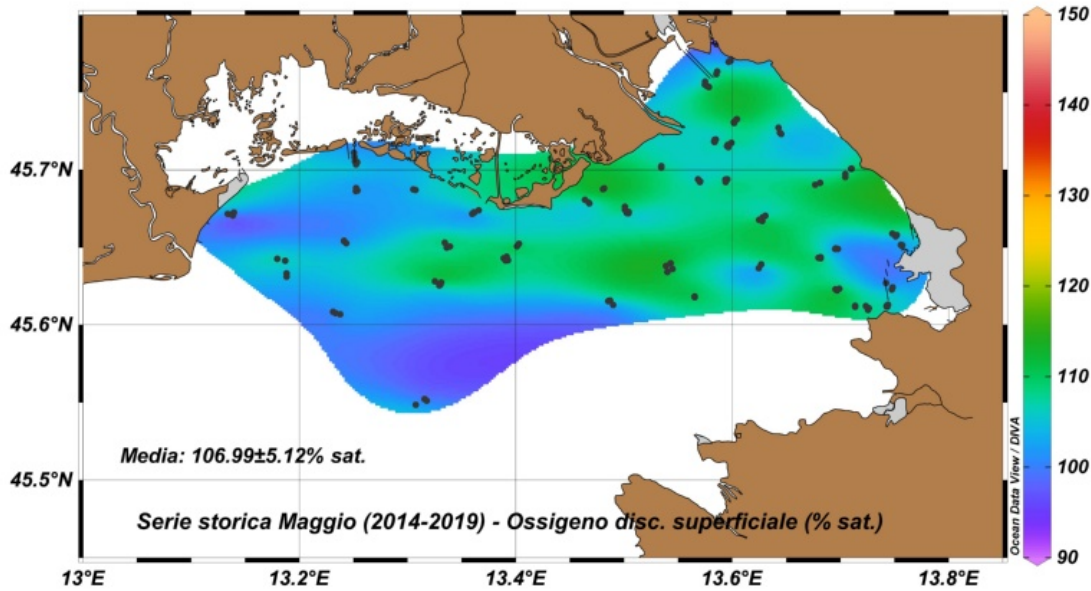 150
140
130
120
110
100
90
45.7°N
45.6°N
45.5°N
Media: 106.99±5.12% sat.
Serie storica Maggio (2014-2019) - Ossigeno disc. superficiale (% sat.)
Ocean Data View / DIVA
13°E
13.2°E
13.4°E
13.6°E
13.8°E